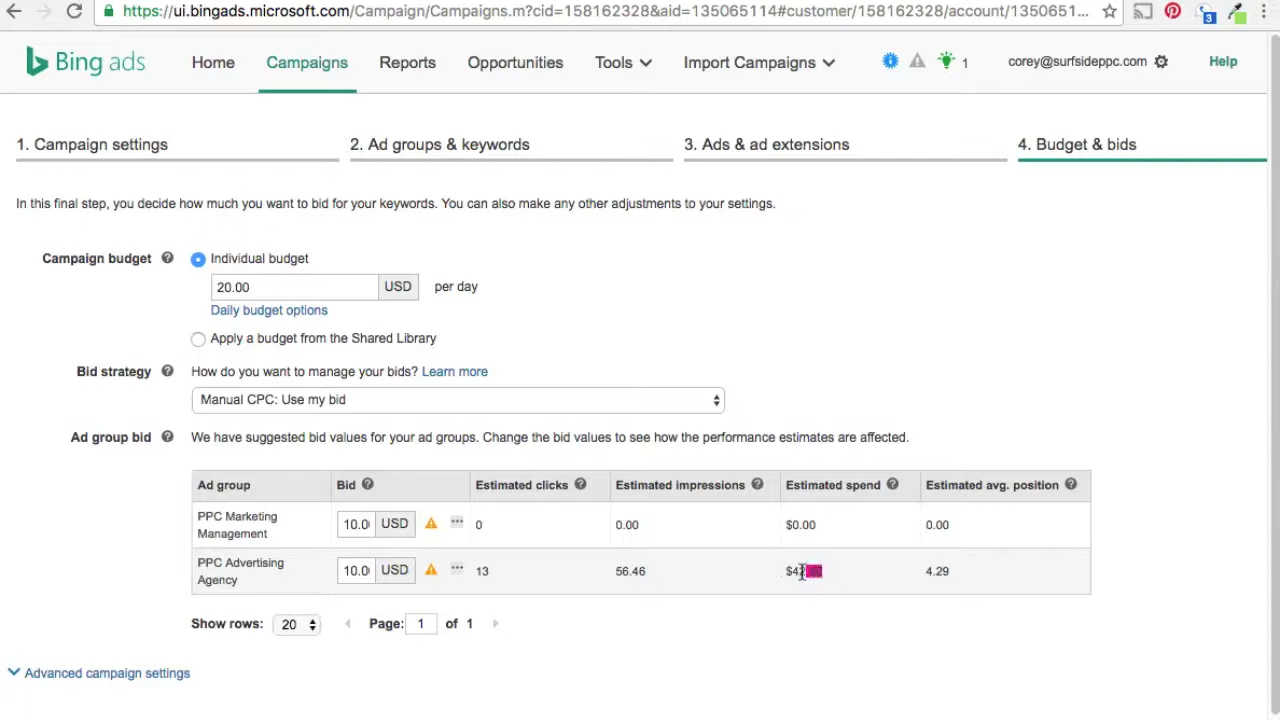 https://ui.bingads.microsoft.com/Campaign/Campaigns.m?cid=158162328&aid=135065114#customer/158162328/account/1350651...
3
Bing ads Home Campaigns Reports Opportunities Tools Import Campaigns 1 corey@surfsideppc.com Help
1. Campaign settings 2. Ad groups & keywords 3. Ads & ad extensions 4. Budget & bids
In this final step, you decide how much you want to bid for your keywords. You can also make any other adjustments to your settings.
Campaign budget Individual budget
20.00 USD per day
Daily budget options
Apply a budget from the Shared Library
Bid strategy How do you want to manage your bids? Learn more
Manual CPC: Use my bid
Ad group bid We have suggested bid values for your ad groups. Change the bid values to see how the performance estimates are affected.
Ad group Bid Estimated clicks Estimated impressions Estimated spend Estimated avg. position
PPC Marketing
Management
10.0 USD 0 0.00 $0.00 0.00
PPC Advertising
Agency
10.0 USD 13 56.46 4.29
Show rows: 20 Page: 1 of 1
Advanced campaign settings